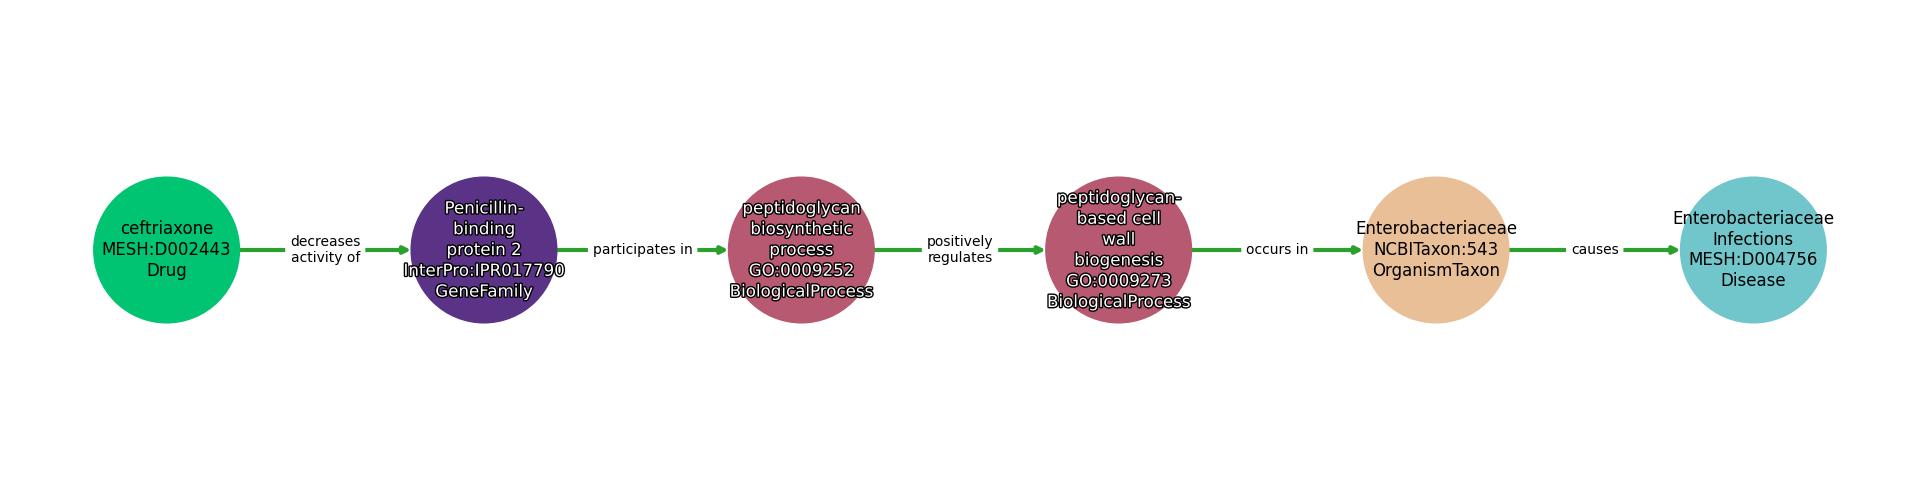 ceftriaxone
MESH:D002443
Drug
decreases
activity of
Penicillin-
binding
protein 2
InterPro:IPR017790
GeneFamily
participates in
peptidoglycan
biosynthetic
process
GO:0009252
BiologicalProcess
positively
regulates
peptidoglycan-
based cell
wall
biogenesis
GO:0009273
BiologicalProcess
occurs in
Enterobacteriaceae
NCBITaxon:543
OrganismTaxon
causes
Enterobacteriaceae
Infections
MESH:D004756
Disease